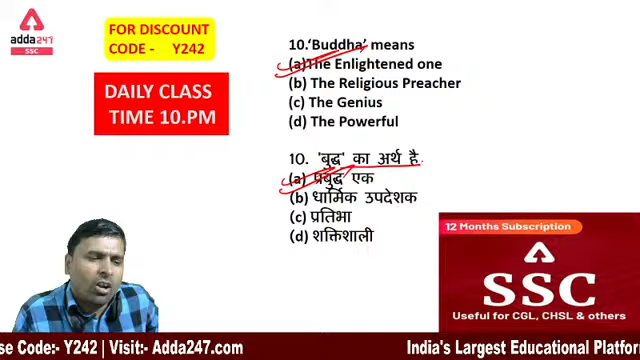 adda247
SSC
FOR DISCOUNT
CODE - Y242
DAILY CLASS
TIME 10.PM
10.‘Buddha’ means
(a)The Enlightened one
(b) The Religious Preacher
(c) The Genius
(d) The Powerful
10. 'बुद्ध' का अर्थ है
(a) प्रबुद्ध एक
(b) धार्मिक उपदेशक
(c) प्रतिभा
(d) शक्तिशाली
12 Months Subscription
SSC
Useful for CGL, CHSL & others
se Code:- Y242 | Visit:- Adda247.com
India's Largest Educational Platfor